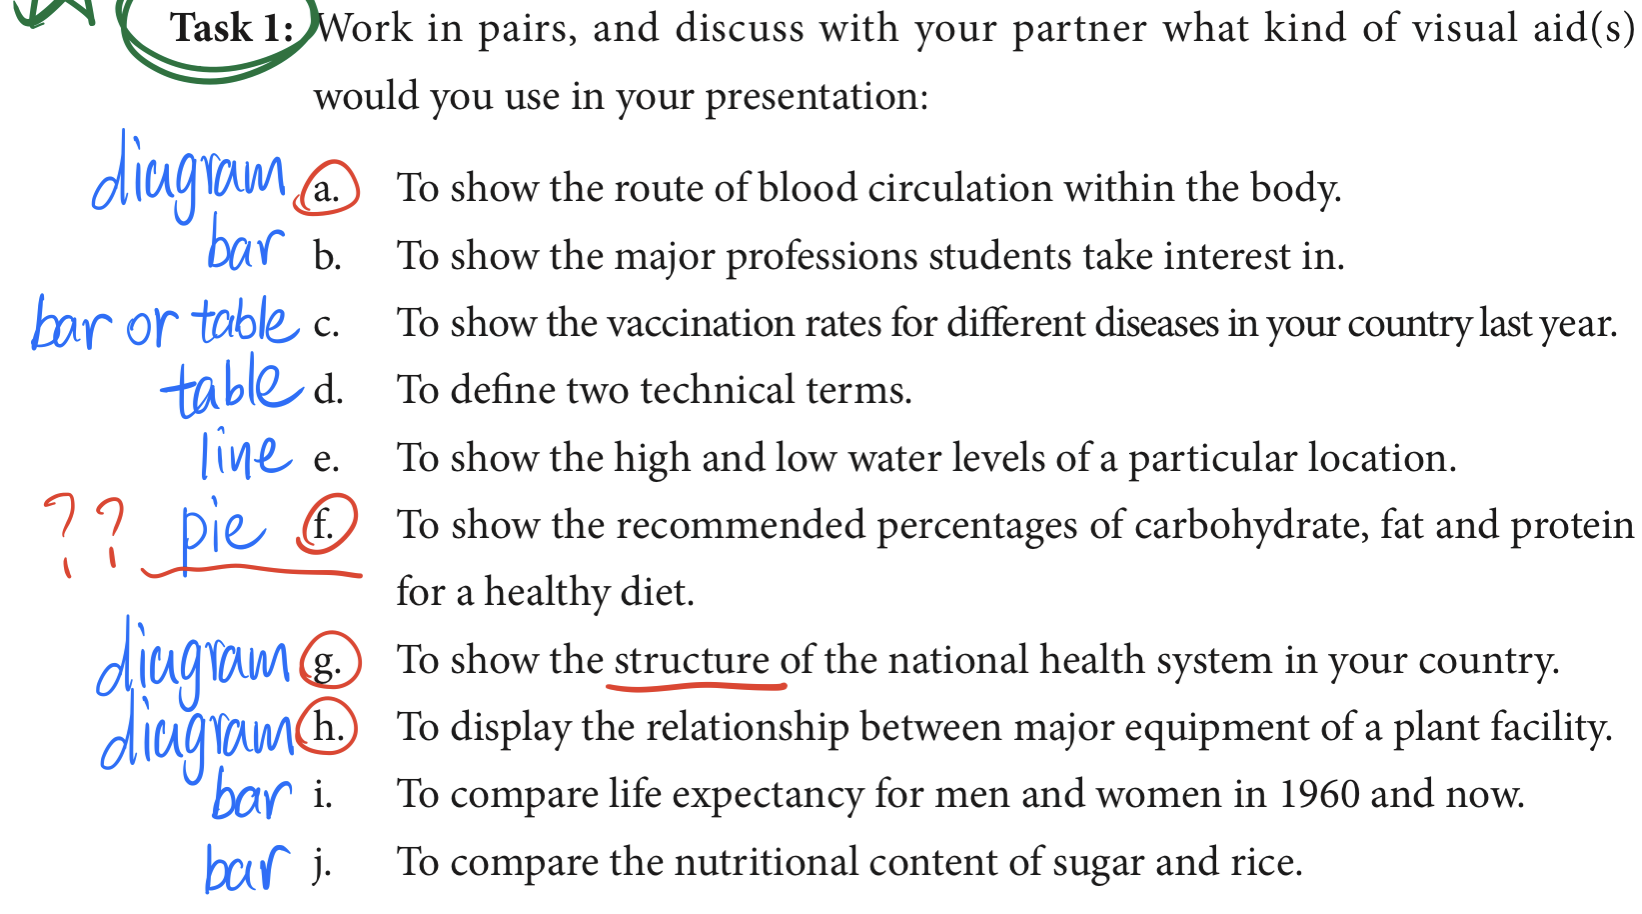 Task 1: Work in pairs, and discuss with your partner what kind of visual aid(s)
would you use in your presentation:
diagram a. To show the route of blood circulation within the body.
bar b. To show the major professions students take interest in.
bar or table c. To show the vaccination rates for different diseases in your country last year.
table d. To define two technical terms.
line e. To show the high and low water levels of a particular location.
?? pie f. To show the recommended percentages of carbohydrate, fat and protein
for a healthy diet.
diagram g. To show the structure of the national health system in your country.
diagram h. To display the relationship between major equipment of a plant facility.
bar i. To compare life expectancy for men and women in 1960 and now.
bar j. To compare the nutritional content of sugar and rice.